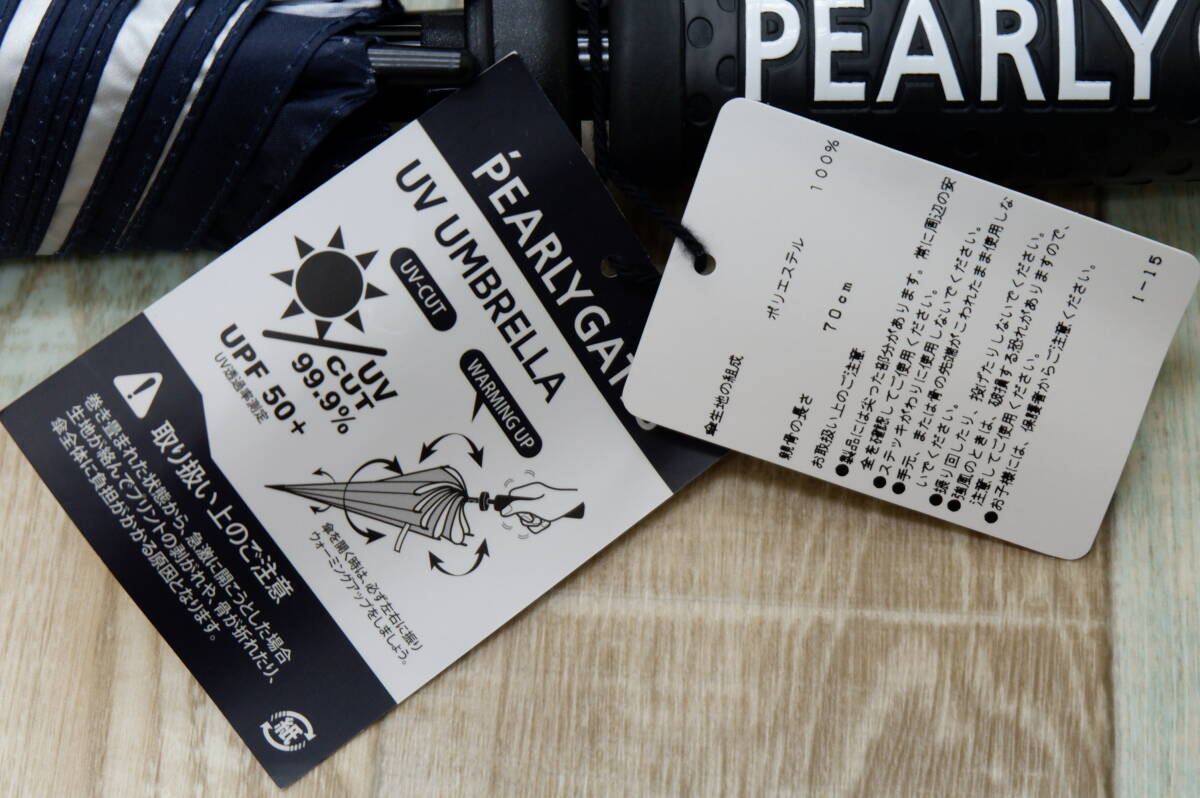 PEARLY
PEARLYGA
UV UMBRELLA
UV-CUT
UV
CUT
99.9%
UPF 50+
UV透過率測定
WARMING UP
傘を開く時は、必ず左右に振り
ウォーミングアップをしましょう。
取り扱い上のご注意
巻き畳まれた状態から、急激に開こうとした場合
生地が絡んでプリントの剥がれや、骨が折れたり、
傘全体に負担がかかる原因となります。
紙
傘生地の組成
ポリエステル 100%
親骨の長さ 70cm
お取扱い上のご注意
●製品には尖った部分があります。常に周辺の安
全を確認してご使用ください。
●ステッキがわりに使用しないでください。
●手元、または骨の先端がこわれたまま使用しな
いでください。
●振り回したり、投げたりしないでください。
●強風のときは、破損する恐れがありますので、
注意してご使用ください。
●お子様には、保護者からご注意ください。
1-15